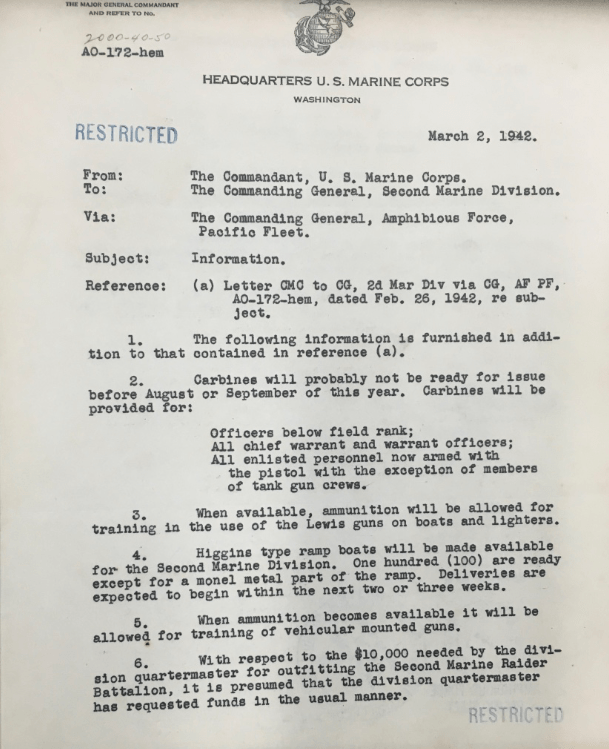 THE MAJOR GENERAL COMMANDANT
AND REFER TO No.
2000-40-50
AO-172-hem
HEADQUARTERS U. S. MARINE CORPS
WASHINGTON
RESTRICTED
March 2, 1942.
From: The Commandant, U. S. Marine Corps.
To: The Commanding General, Second Marine Division.
Via: The Commanding General, Amphibious Force,
Pacific Fleet.
Subject: Information.
Reference: (a) Letter CMC to CG, 2d Mar Div via CG, AF PF,
AO-172-hem, dated Feb. 26, 1942, re sub-
ject.
1. The following information is furnished in addi-
tion to that contained in reference (a).
2. Carbines will probably not be ready for issue
before August or September of this year. Carbines will be
provided for:
Officers below field rank;
All chief warrant and warrant officers;
All enlisted personnel now armed with
the pistol with the exception of members
of tank gun crews.
3. When available, ammunition will be allowed for
training in the use of the Lewis guns on boats and lighters.
4. Higgins type ramp boats will be made available
for the Second Marine Division. One hundred (100) are ready
except for a monel metal part of the ramp. Deliveries are
expected to begin within the next two or three weeks.
5. When ammunition becomes available it will be
allowed for training of vehicular mounted guns.
6. With respect to the $10,000 needed by the divi-
sion quartermaster for outfitting the Second Marine Raider
Battalion, it is presumed that the division quartermaster
has requested funds in the usual manner.
RESTRICTED